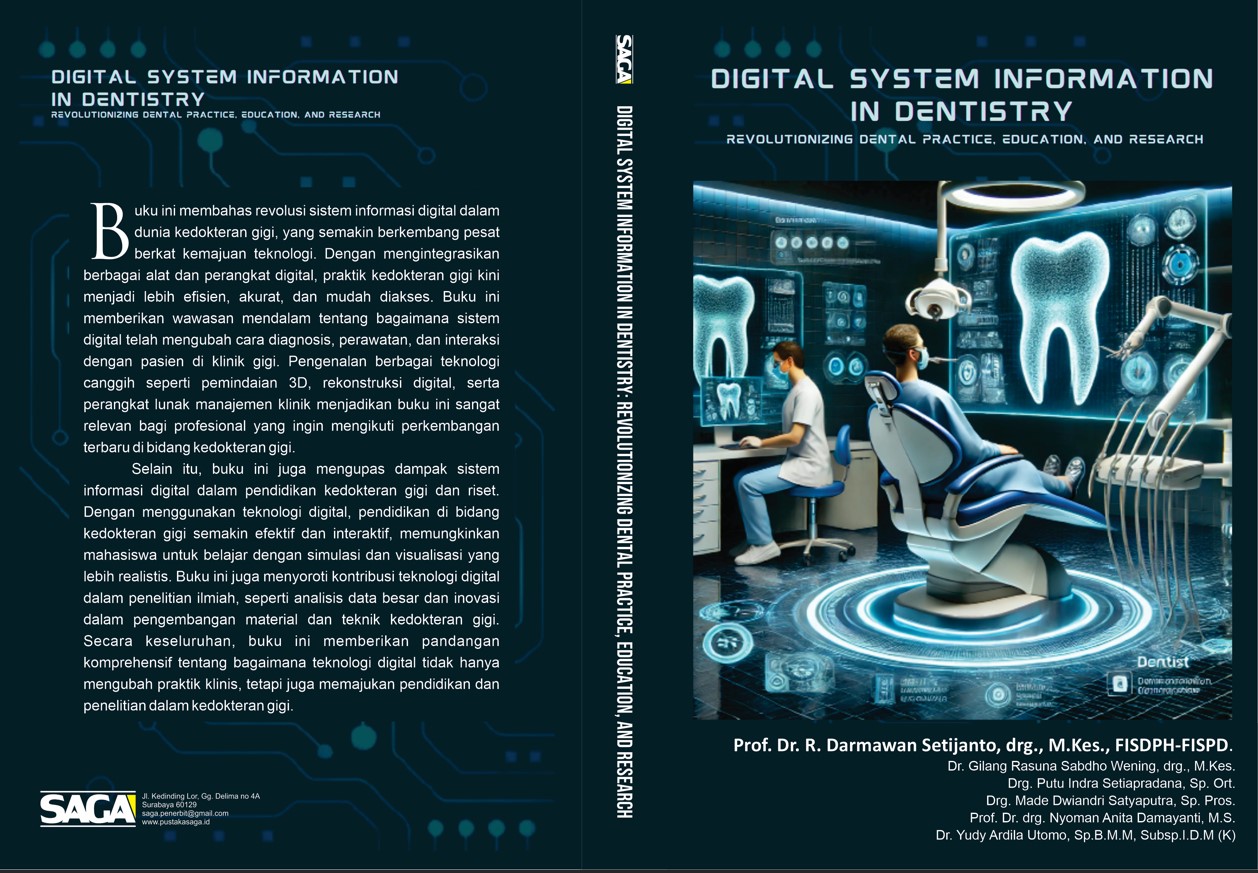 DIGITAL SYSTEM INFORMATION
IN DENTISTRY
REVOLUTIONIZING DENTAL PRACTICE, EDUCATION, AND RESEARCH
Buku ini membahas revolusi sistem informasi digital dalam
dunia kedokteran gigi, yang semakin berkembang pesat
berkat kemajuan teknologi. Dengan mengintegrasikan
berbagai alat dan perangkat digital, praktik kedokteran gigi kini
menjadi lebih efisien, akurat, dan mudah diakses. Buku ini
memberikan wawasan mendalam tentang bagaimana sistem
digital telah mengubah cara diagnosis, perawatan, dan interaksi
dengan pasien di klinik gigi. Pengenalan berbagai teknologi
canggih seperti pemindaian 3D, rekonstruksi digital, serta
perangkat lunak manajemen klinik menjadikan buku ini sangat
relevan bagi profesional yang ingin mengikuti perkembangan
terbaru di bidang kedokteran gigi.
Selain itu, buku ini juga mengupas dampak sistem
informasi digital dalam pendidikan kedokteran gigi dan riset.
Dengan menggunakan teknologi digital, pendidikan di bidang
kedokteran gigi semakin efektif dan interaktif, memungkinkan
mahasiswa untuk belajar dengan simulasi dan visualisasi yang
lebih realistis. Buku ini juga menyoroti kontribusi teknologi digital
dalam penelitian ilmiah, seperti analisis data besar dan inovasi
dalam pengembangan material dan teknik kedokteran gigi.
Secara keseluruhan, buku ini memberikan pandangan
komprehensif tentang bagaimana teknologi digital tidak hanya
mengubah praktik klinis, tetapi juga memajukan pendidikan dan
penelitian dalam kedokteran gigi.
SAGA
Jl. Kedinding Lor, Gg. Delima no 4A
Surabaya 60129
saga.penerbit@gmail.com
www.pustakasaga.id
SAGA
DIGITAL SYSTEM INFORMATION IN DENTISTRY: REVOLUTIONIZING DENTAL PRACTICE, EDUCATION, AND RESEARCH
DIGITAL SYSTEM INFORMATION
IN DENTISTRY
REVOLUTIONIZING DENTAL PRACTICE, EDUCATION, AND RESEARCH
Dentist
Prof. Dr. R. Darmawan Setijanto, drg., M.Kes., FISDPH-FISPD.
Dr. Gilang Rasuna Sabdho Wening, drg., M.Kes.
Drg. Putu Indra Setiapradana, Sp. Ort.
Drg. Made Dwiandri Satyaputra, Sp. Pros.
Prof. Dr. drg. Nyoman Anita Damayanti, M.S.
Dr. Yudy Ardila Utomo, Sp.B.M.M, Subsp.I.D.M (K)